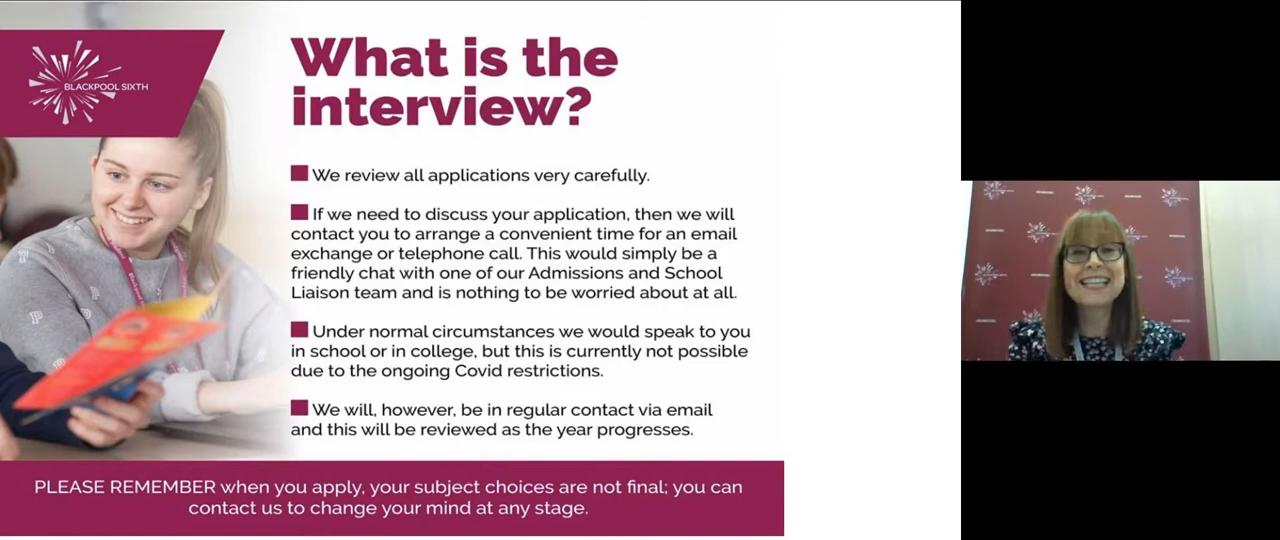 BLACKPOOL SIXTH
What is the
interview?
We review all applications very carefully.
If we need to discuss your application, then we will
contact you to arrange a convenient time for an email
exchange or telephone call. This would simply be a
friendly chat with one of our Admissions and School
Liaison team and is nothing to be worried about at all.
Under normal circumstances we would speak to you
in school or in college, but this is currently not possible
due to the ongoing Covid restrictions.
We will, however, be in regular contact via email
and this will be reviewed as the year progresses.
PLEASE REMEMBER when you apply, your subject choices are not final; you can
contact us to change your mind at any stage.